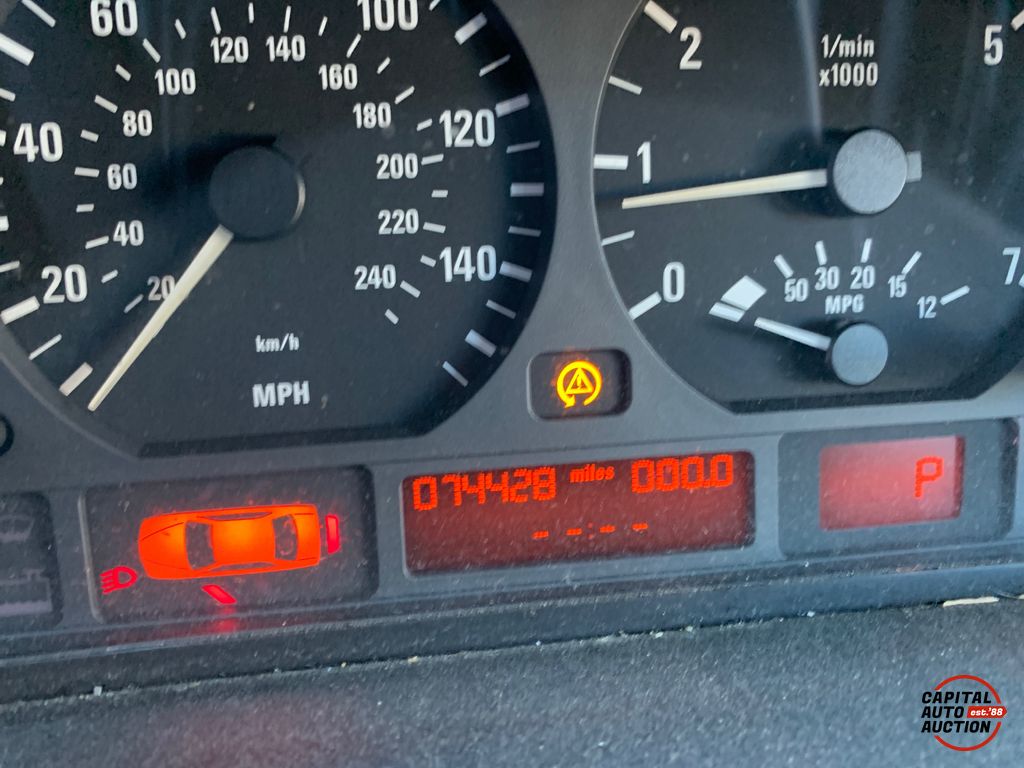 60
100
120
140
100
160
80
180
120
40
60
200
40
220
20
20
240
140
km/h
MPH
2
1/min
x1000
5
1
0
50
30
20
15
12
MPG
7
074428 miles 000.0
-- -- : -- --
P
CAPITAL
AUTO est.'88
AUCTION